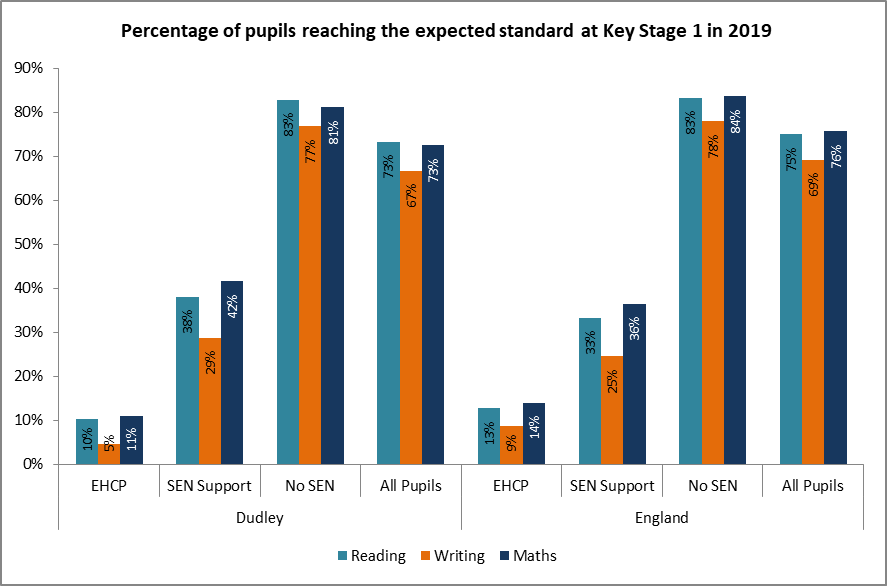 Percentage of pupils reaching the expected standard at Key Stage 1 in 2019
90%
80%
70%
60%
50%
40%
30%
20%
10%
0%
10% 5% 11%
38% 29% 42%
83% 77% 81%
73% 67% 73%
13% 9% 14%
33% 25% 36%
83% 78% 84%
75% 69% 76%
EHCP SEN Support No SEN All Pupils EHCP SEN Support No SEN All Pupils
Dudley England
Reading Writing Maths